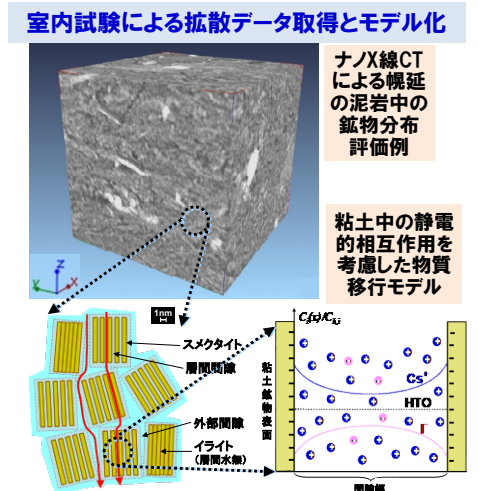 室内試験による拡散データ取得とモデル化
ナノX線CT
による幌延
の泥岩中の
鉱物分布
評価例
粘土中の静電
的相互作用を
考慮した物質
移行モデル
Z
Y
X
1nm
スメクタイト
層間間隙
外部間隙
イライト
(層間水無)
粘土鉱物表面
Cs⁺
HTO
I⁻
間隙幅